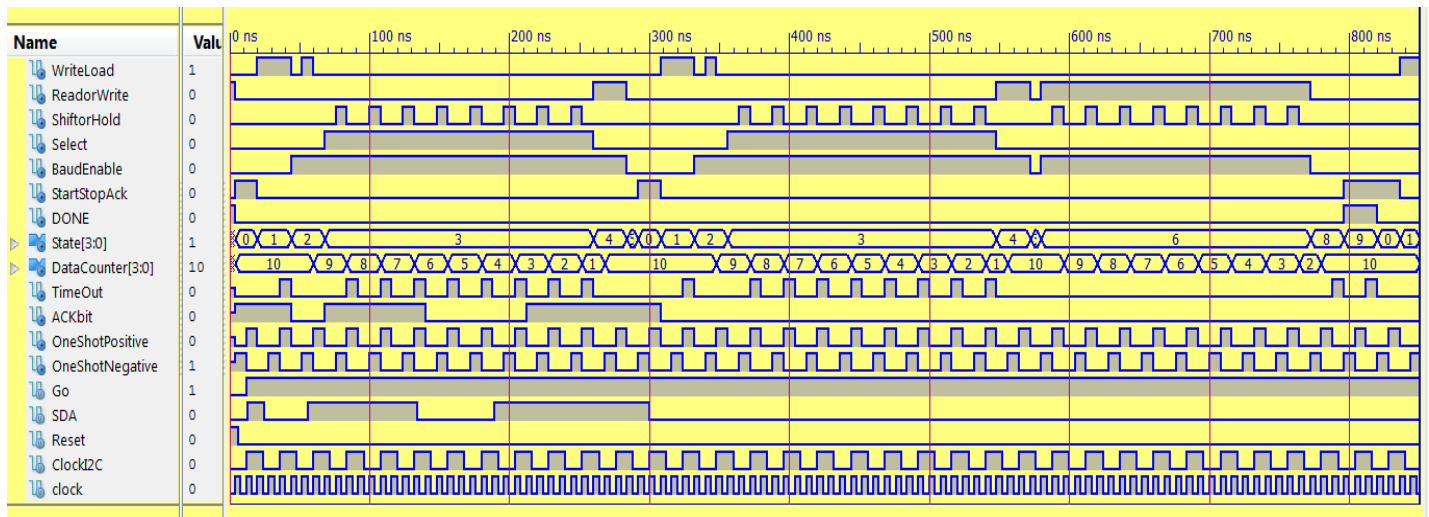 Name Valu 0 ns 100 ns 200 ns 300 ns 400 ns 500 ns 600 ns 700 ns 800 ns
WriteLoad 1
ReadorWrite 0
ShiftorHold 0
Select 0
BaudEnable 0
StartStopAck 0
DONE 0
State[3:0] 1 0 1 2 3 4 0 1 2 3 4 6 8 9 0 1
DataCounter[3:0] 10 10 9 8 7 6 5 4 3 2 1 10 9 8 7 6 5 4 3 2 1 10 9 8 7 6 5 4 3 2 10
TimeOut 0
ACKbit 0
OneShotPositive 0
OneShotNegative 1
Go 1
SDA 0
Reset 0
ClockI2C 0
clock 0